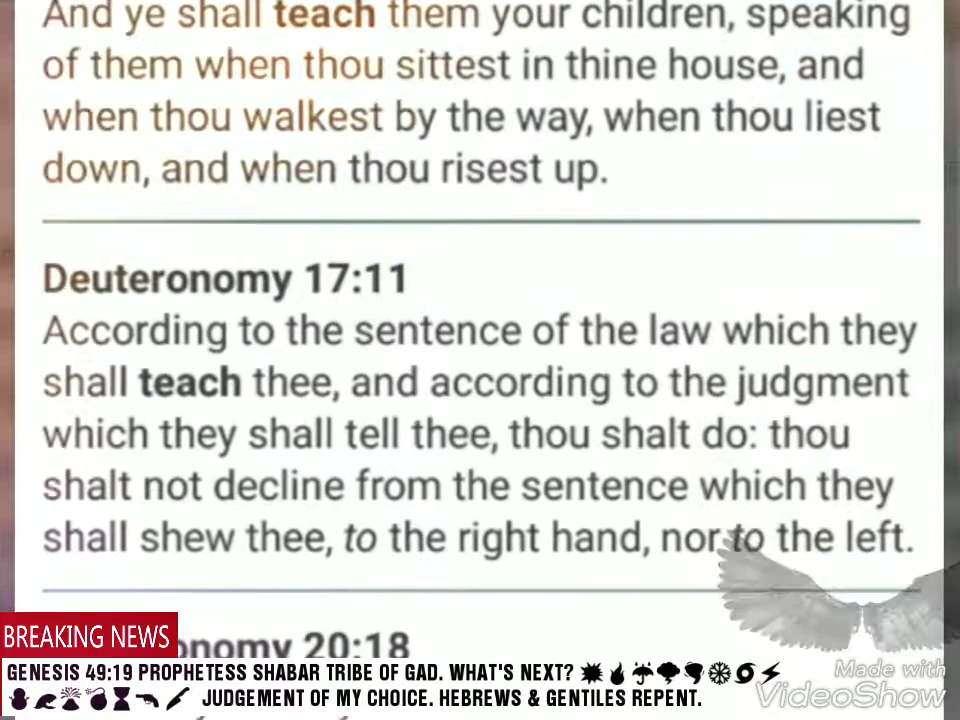 And ye shall teach them your children, speaking
of them when thou sittest in thine house, and
when thou walkest by the way, when thou liest
down, and when thou risest up.
Deuteronomy 17:11
According to the sentence of the law which they
shall teach thee, and according to the judgment
which they shall tell thee, thou shalt do: thou
shalt not decline from the sentence which they
shall shew thee, to the right hand, nor to the left.
onomy 20:18
BREAKING NEWS
GENESIS 49:19 PROPHETESS SHABAR TRIBE OF GAD. WHAT'S NEXT?
JUDGEMENT OF MY CHOICE. HEBREWS & GENTILES REPENT.
Made with
VideoShow